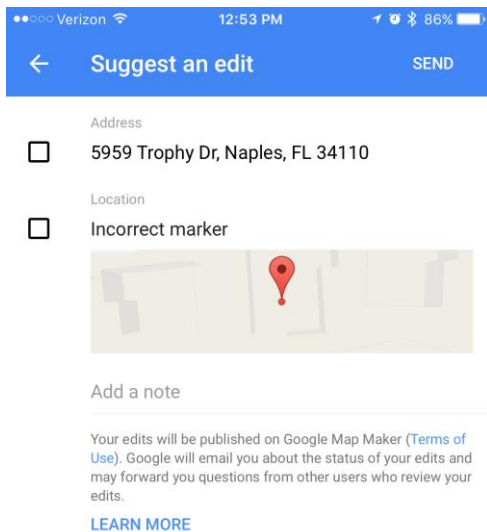 Verizon 12:53 PM 86%
Suggest an edit SEND
Address
5959 Trophy Dr, Naples, FL 34110
Location
Incorrect marker
Add a note
Your edits will be published on Google Map Maker (Terms of
Use). Google will email you about the status of your edits and
may forward you questions from other users who review your
edits.
LEARN MORE